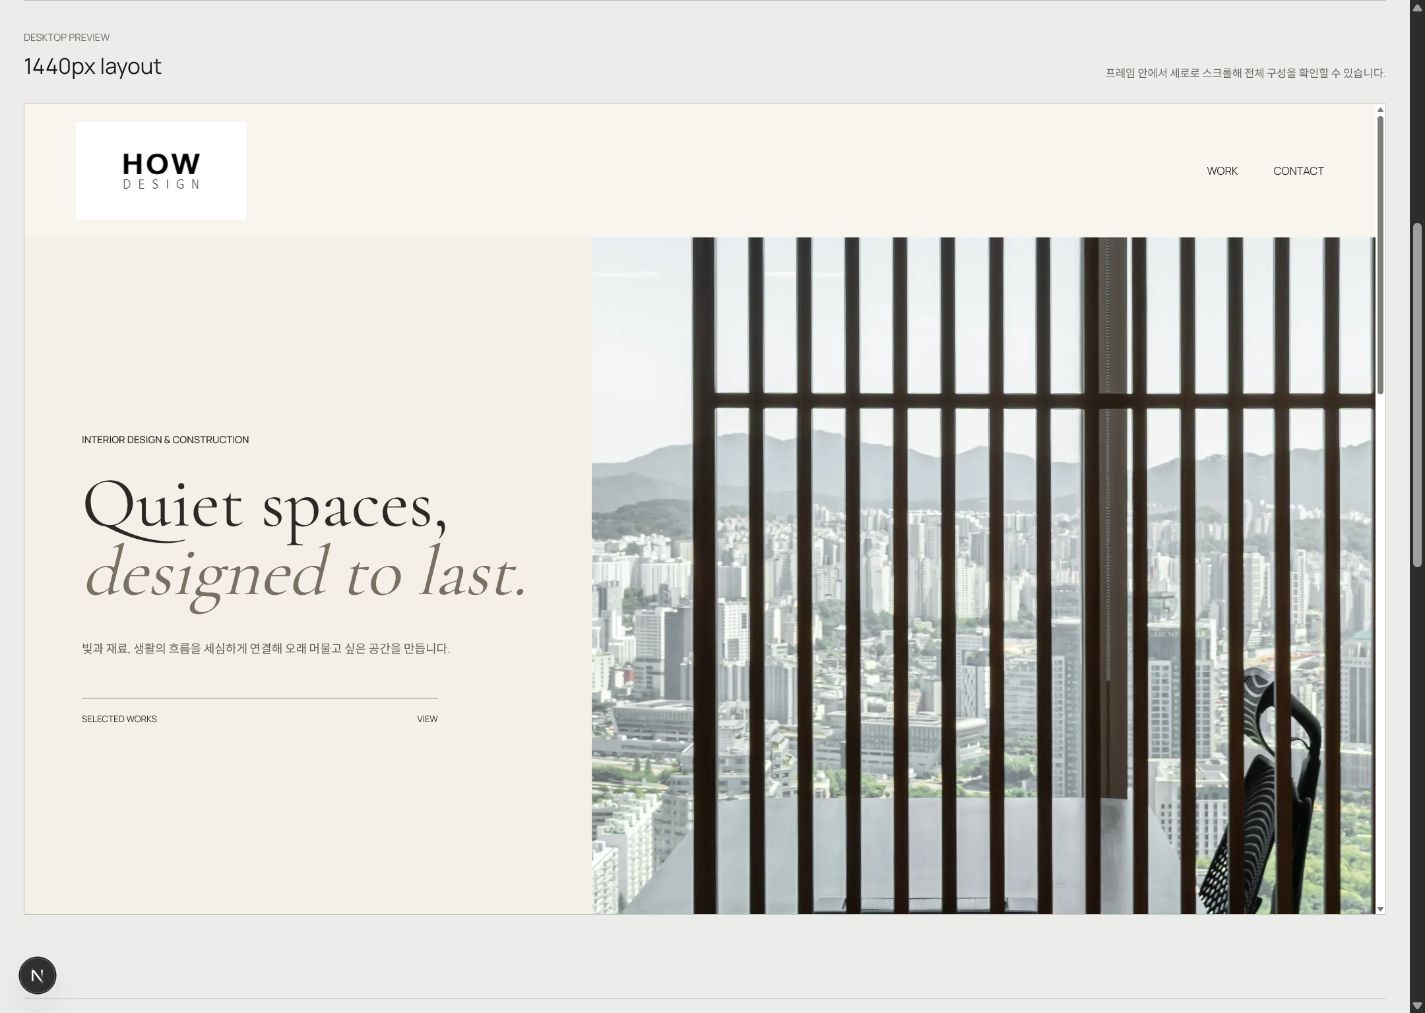 DESKTOP PREVIEW
1440px layout
프레임 안에서 세로로 스크롤해 전체 구성을 확인할 수 있습니다.
HOW
DESIGN
WORK
CONTACT
INTERIOR DESIGN & CONSTRUCTION
Quiet spaces,
designed to last.
빛과 재료, 생활의 흐름을 세심하게 연결해 오래 머물고 싶은 공간을 만듭니다.
SELECTED WORKS
VIEW
N